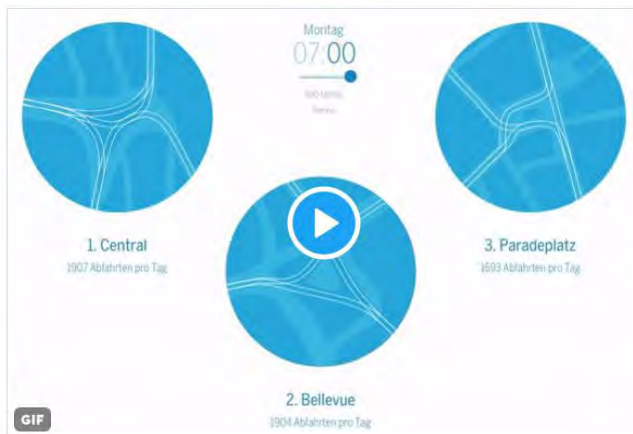 Montag
07:00
1. Central
1907 Abfahrten pro Tag
3. Paradeplatz
1693 Abfahrten pro Tag
2. Bellevue
1904 Abfahrten pro Tag
GIF